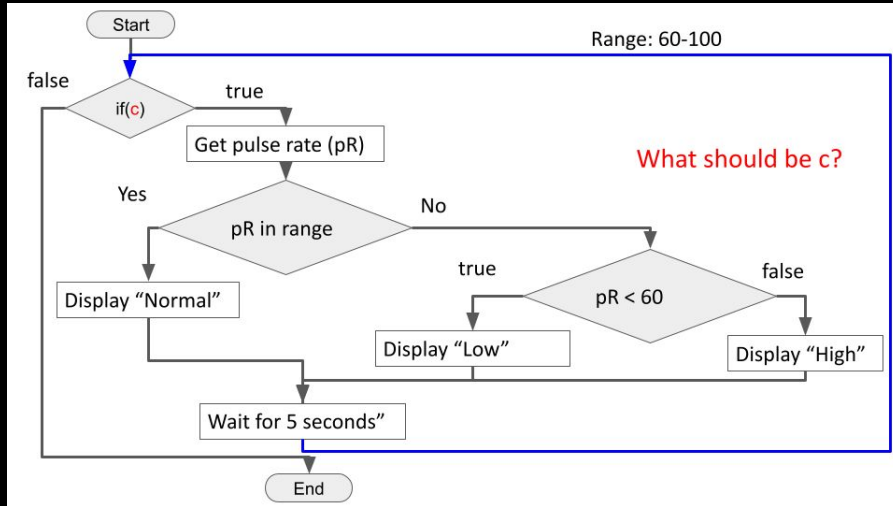 Start
Range: 60-100
false
true
if(c)
Get pulse rate (pR)
What should be c?
Yes
No
pR in range
true
false
pR < 60
Display “Normal”
Display “Low”
Display “High”
Wait for 5 seconds”
End